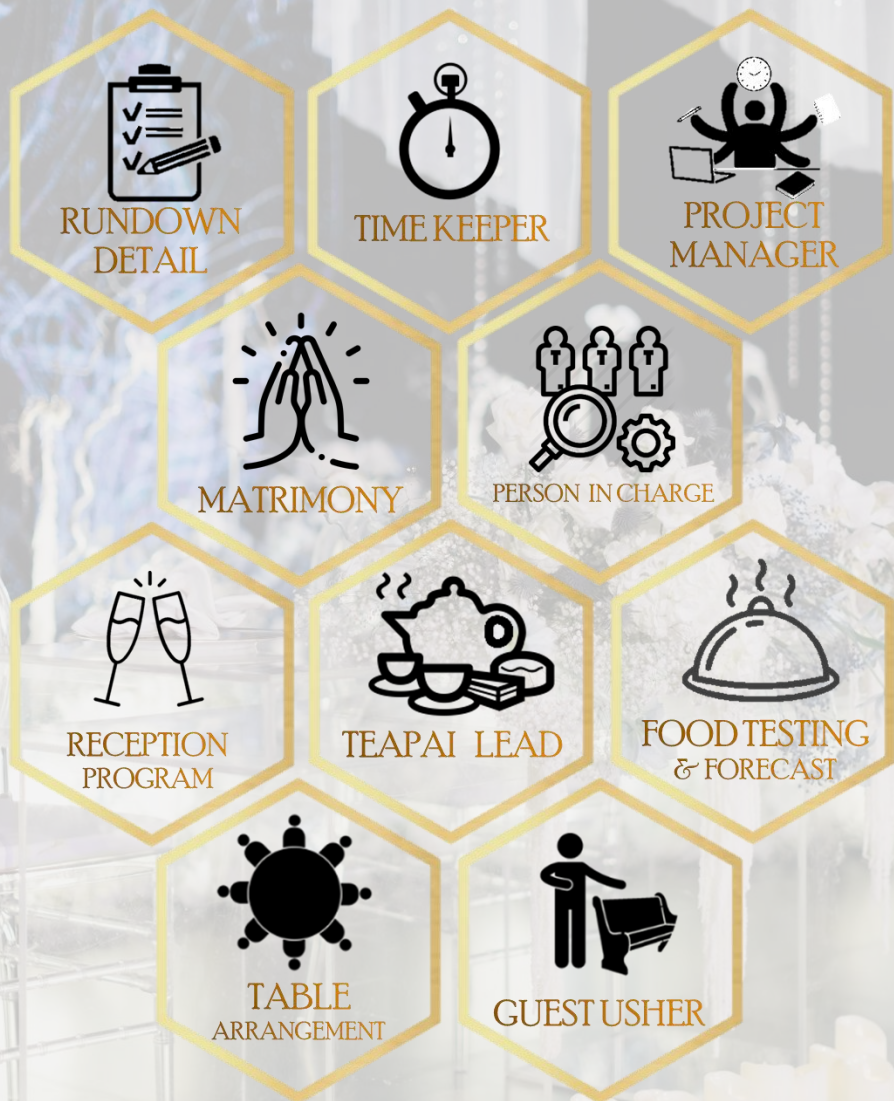 RUNDOWN
DETAIL
TIME KEEPER
PROJECT
MANAGER
MATRIMONY
PERSON IN CHARGE
RECEPTION
PROGRAM
TEAPAI LEAD
FOOD TESTING
& FORECAST
TABLE
ARRANGEMENT
GUEST USHER